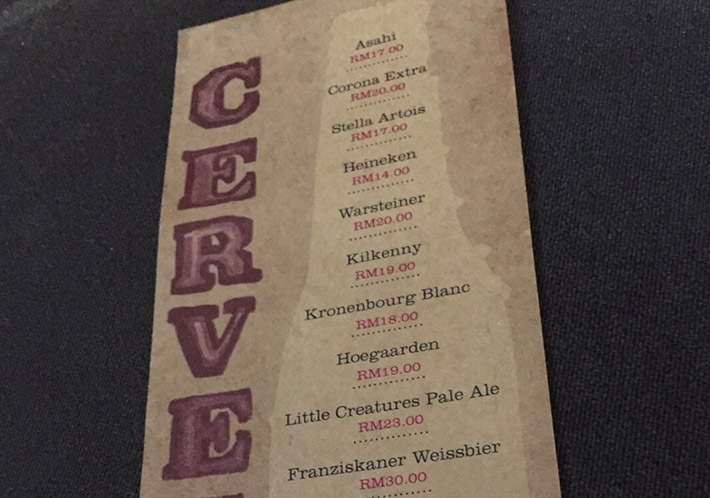 CERVE
Asahi
RM17.00
Corona Extra
RM20.00
Stella Artois
RM17.00
Heineken
RM14.00
Warsteiner
RM20.00
Kilkenny
RM19.00
Kronenbourg Blanc
RM18.00
Hoegaarden
RM19.00
Little Creatures Pale Ale
RM23.00
Franziskaner Weissbier
RM30.00